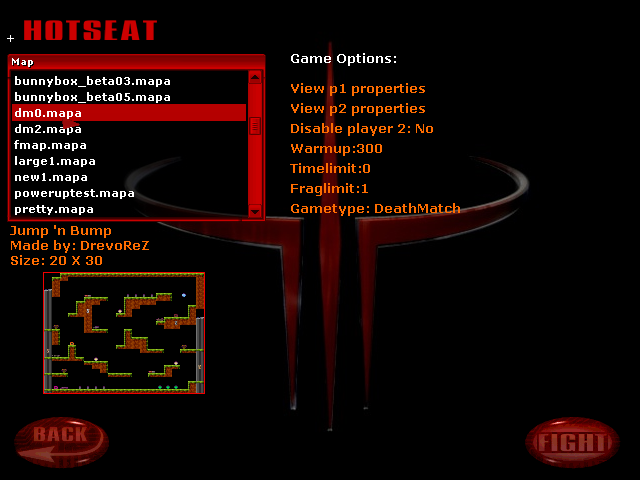 HOTSEAT
Map
bunnybox_beta03.mapa
bunnybox_beta05.mapa
dm0.mapa
dm2.mapa
fmap.mapa
large1.mapa
new1.mapa
poweruptest.mapa
pretty.mapa
Jump 'n Bump
Made by: DrevoReZ
Size: 20 X 30
Game Options:
View p1 properties
View p2 properties
Disable player 2: No
Warmup:300
Timelimit:0
Fraglimit:1
Gametype: DeathMatch
BACK
FIGHT